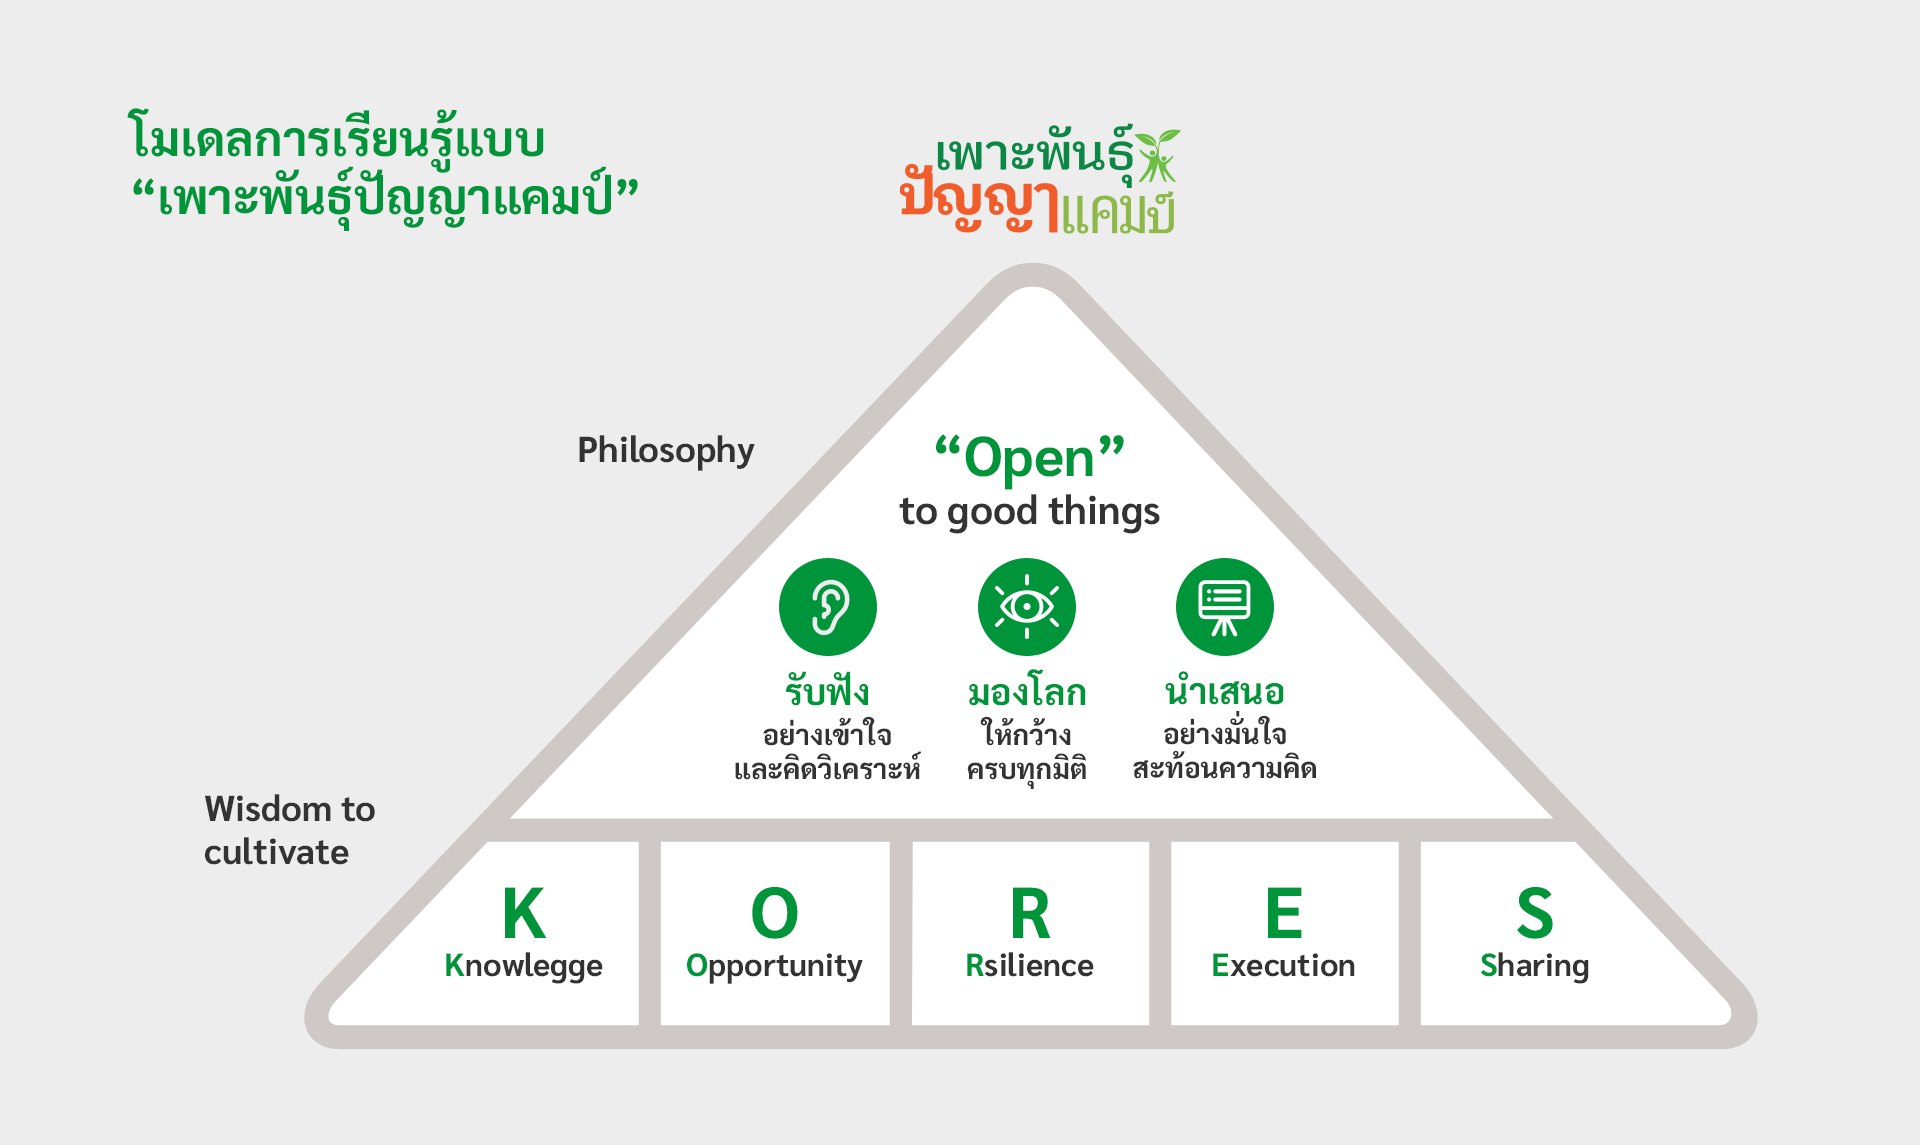 โมเดลการเรียนรู้แบบ
“เพาะพันธุ์ปัญญาแคมป์”
เพาะพันธุ์
ปัญญาแคมป์
Philosophy
“Open”
to good things
รับฟัง
อย่างเข้าใจ
และคิดวิเคราะห์
มองโลก
ให้กว้าง
ครบทุกมิติ
นำเสนอ
อย่างมั่นใจ
สะท้อนความคิด
Wisdom to
cultivate
K
Knowlegge
O
Opportunity
R
Rsilience
E
Execution
S
Sharing